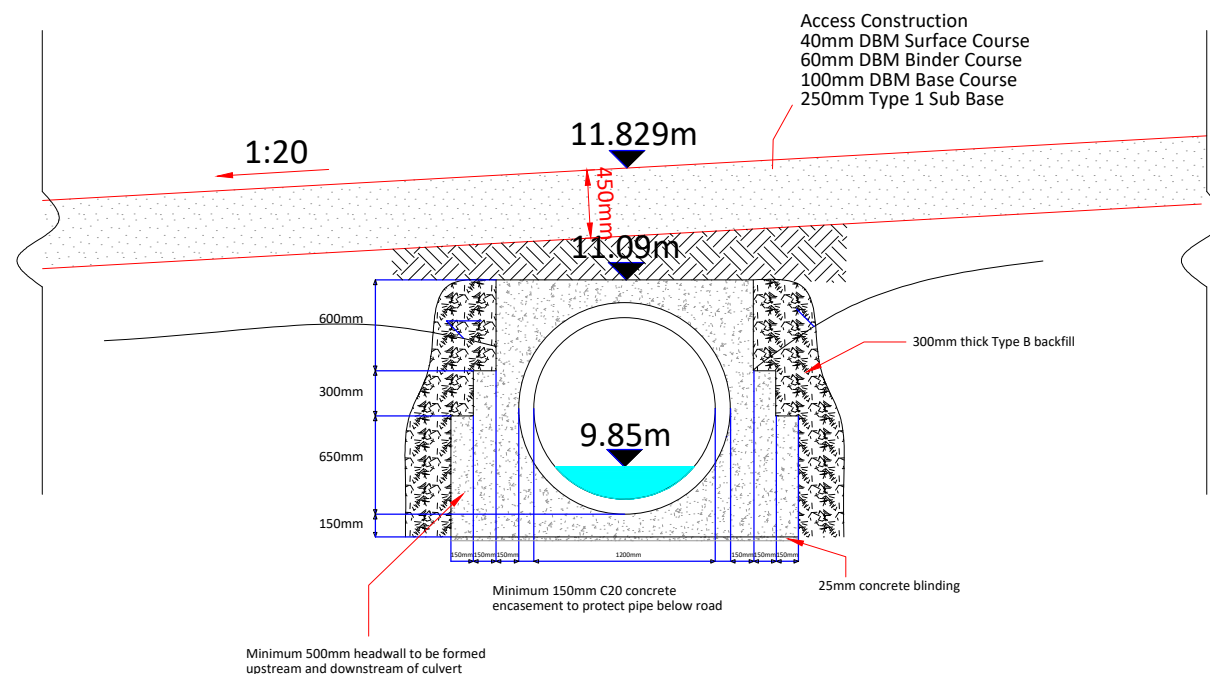 Access Construction
40mm DBM Surface Course
60mm DBM Binder Course
100mm DBM Base Course
250mm Type 1 Sub Base
11.829m
1:20
450mm
11.09m
600mm
300mm thick Type B backfill
300mm
9.85m
650mm
150mm
150mm 150mm 150mm 1200mm 150mm 150mm 150mm
25mm concrete blinding
Minimum 150mm C20 concrete
encasement to protect pipe below road
Minimum 500mm headwall to be formed
upstream and downstream of culvert